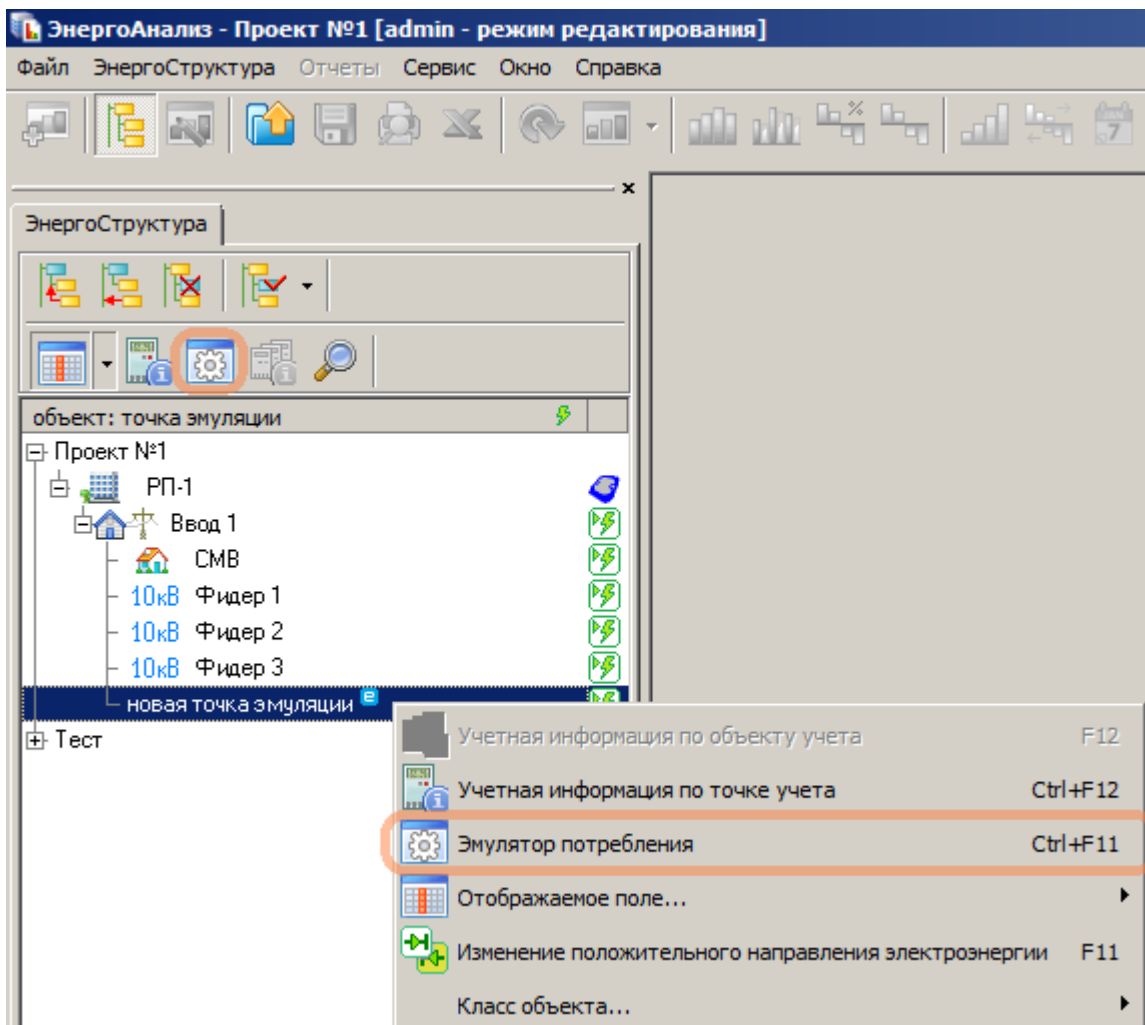 ЭнергоАнализ - Проект №1 [admin - режим редактирования]
Файл ЭнергоСтруктура Отчеты Сервис Окно Справка
%
JAN
7
ЭнергоСтруктура
объект: точка эмуляции
Проект №1
РП-1
Ввод 1
СМВ
10кВ Фидер 1
10кВ Фидер 2
10кВ Фидер 3
новая точка эмуляции e
Тест
Учетная информация по объекту учета F12
Учетная информация по точке учета Ctrl+F12
Эмулятор потребления Ctrl+F11
Отображаемое поле...
Изменение положительного направления электроэнергии F11
Класс объекта...